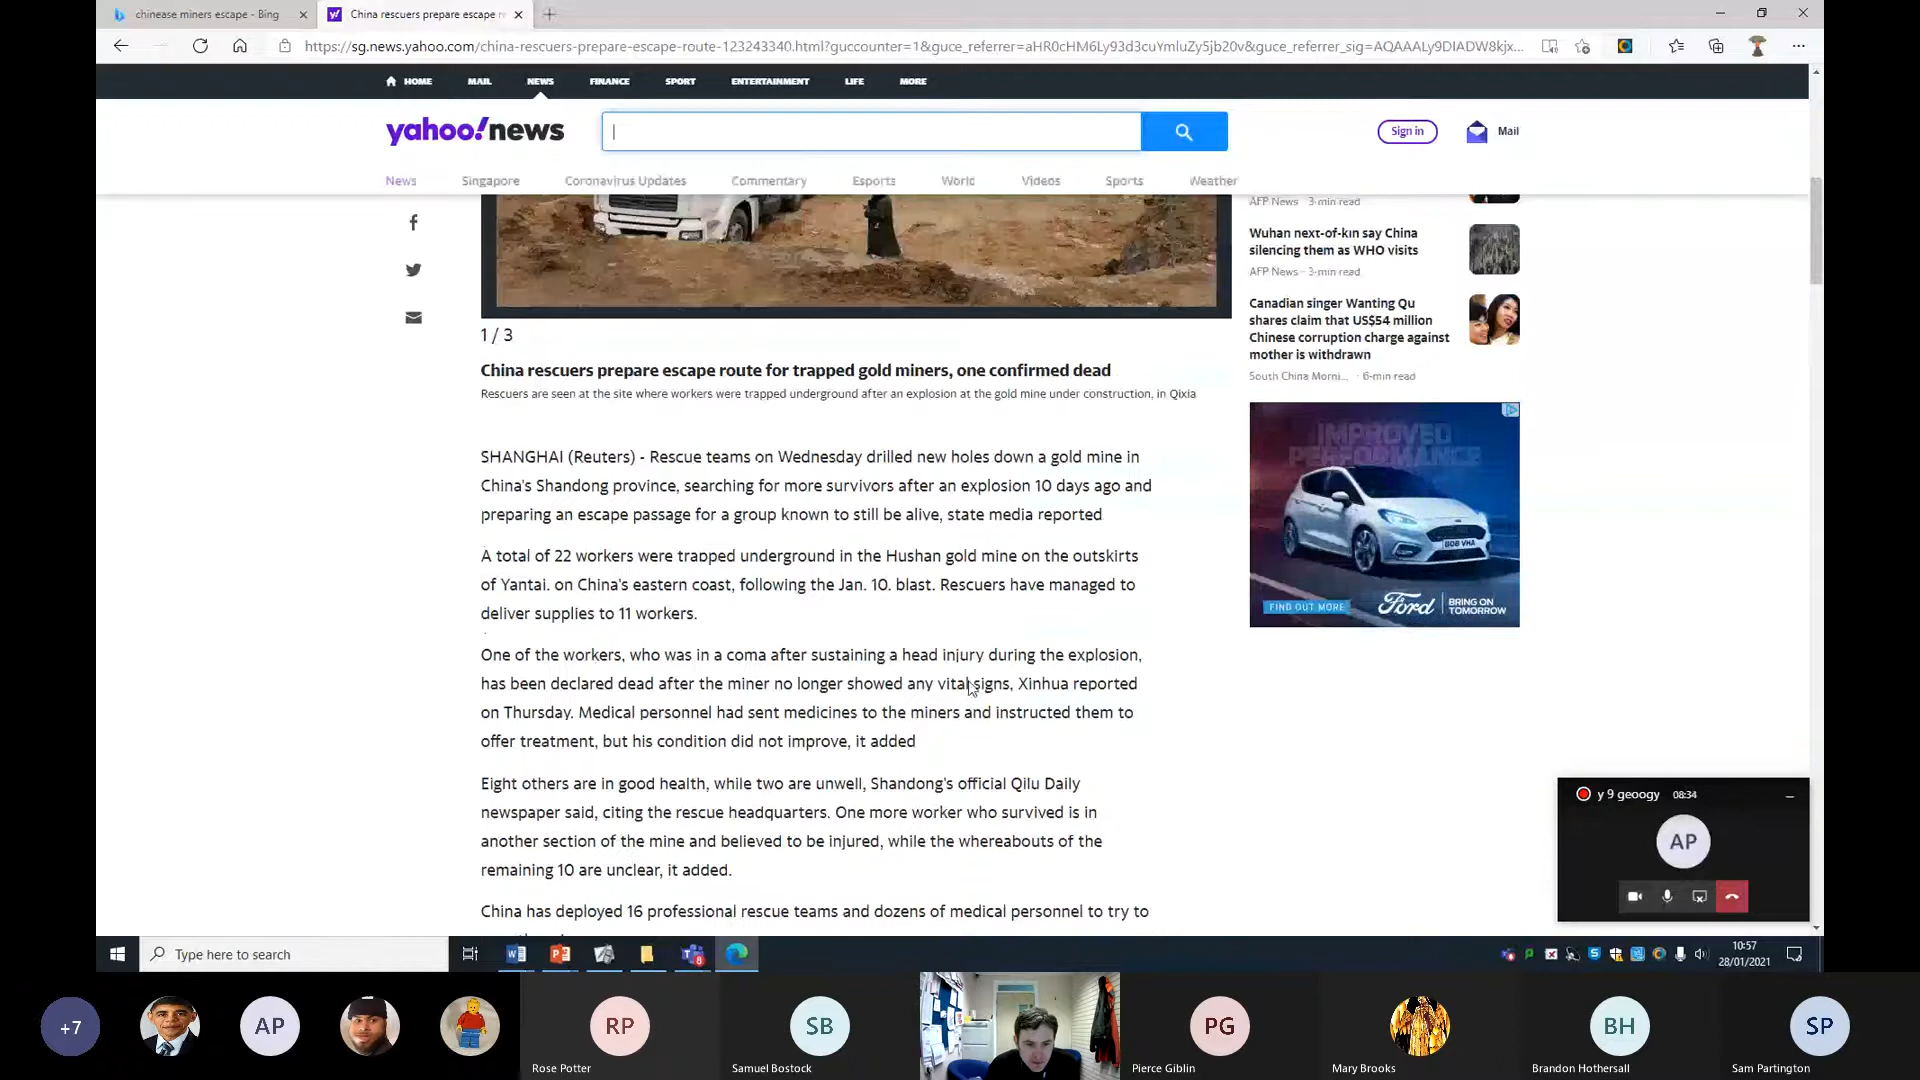 chinease miners escape - Bing
China rescuers prepare escape r
https://sg.news.yahoo.com/china-rescuers-prepare-escape-route-123243340.html?guccounter=1&guce_referrer=aHR0cHM6Ly93d3cuYmluZy5jb20v&guce_referrer_sig=AQAAALy9DIADW8kjx...
HOME MAIL NEWS FINANCE SPORT ENTERTAINMENT LIFE MORE
yahoo!news
Sign in
Mail
News Singapore Coronavirus Updates Commentary Esports World Videos Sports Weather
AFP News · 3-min read
Wuhan next-of-kin say China
silencing them as WHO visits
AFP News · 3-min read
Canadian singer Wanting Qu
shares claim that US$54 million
Chinese corruption charge against
mother is withdrawn
South China Morni... · 6-min read
1 / 3
China rescuers prepare escape route for trapped gold miners, one confirmed dead
Rescuers are seen at the site where workers were trapped underground after an explosion at the gold mine under construction, in Qixia
SHANGHAI (Reuters) - Rescue teams on Wednesday drilled new holes down a gold mine in
China's Shandong province, searching for more survivors after an explosion 10 days ago and
preparing an escape passage for a group known to still be alive, state media reported
A total of 22 workers were trapped underground in the Hushan gold mine on the outskirts
of Yantai. on China's eastern coast, following the Jan. 10. blast. Rescuers have managed to
deliver supplies to 11 workers.
One of the workers, who was in a coma after sustaining a head injury during the explosion,
has been declared dead after the miner no longer showed any vital signs, Xinhua reported
on Thursday. Medical personnel had sent medicines to the miners and instructed them to
offer treatment, but his condition did not improve, it added
Eight others are in good health, while two are unwell, Shandong's official Qilu Daily
newspaper said, citing the rescue headquarters. One more worker who survived is in
another section of the mine and believed to be injured, while the whereabouts of the
remaining 10 are unclear, it added.
China has deployed 16 professional rescue teams and dozens of medical personnel to try to
IMPROVED
PERFORMANCE
BOB VHA
FIND OUT MORE
Ford
BRING ON
TOMORROW
y 9 geoogy 08:34
AP
Type here to search
8
10:57
28/01/2021
+7
AP
RP
SB
PG
BH
SP
Rose Potter
Samuel Bostock
Pierce Giblin
Mary Brooks
Brandon Hothersall
Sam Partington